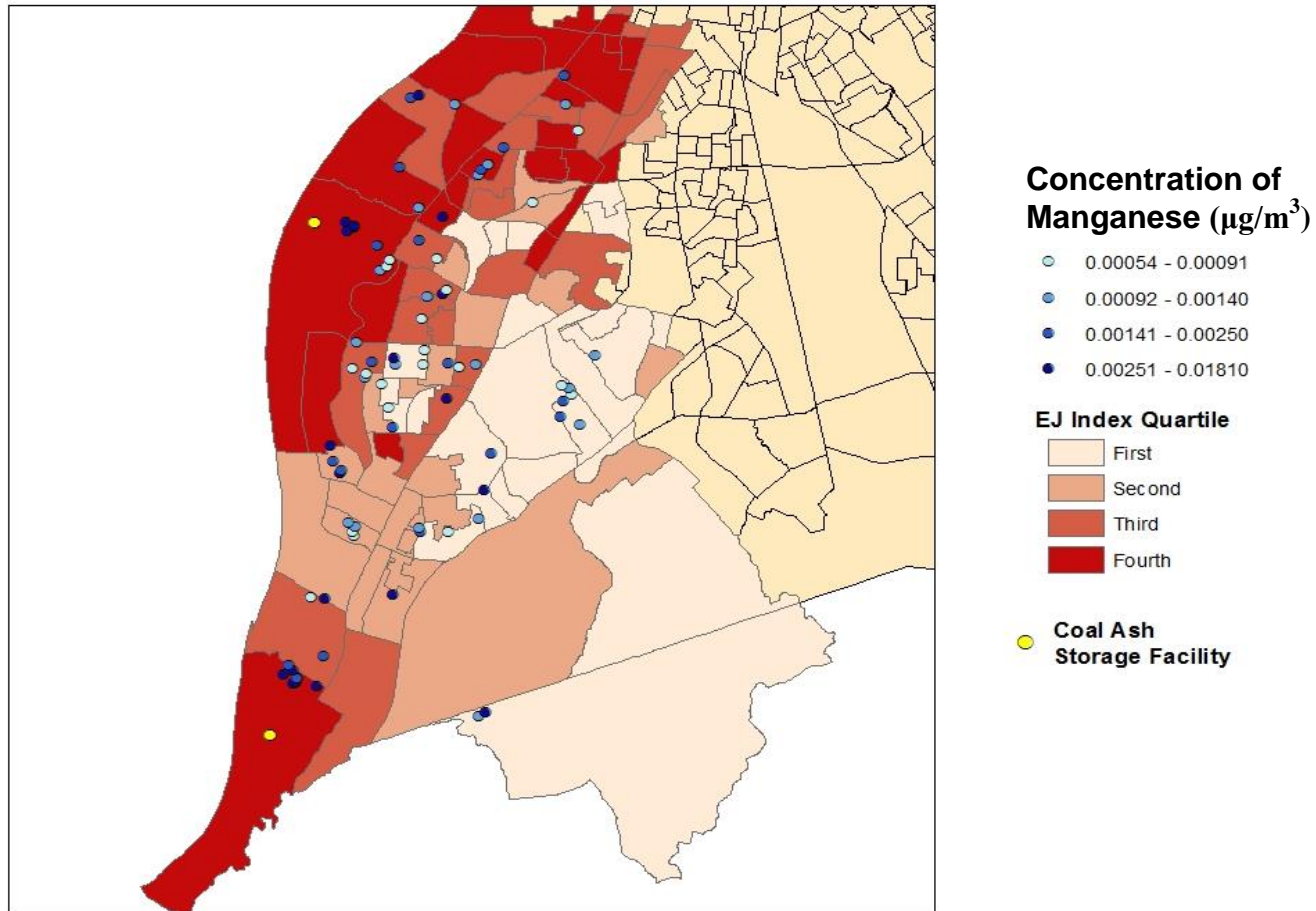 Concentration of
Manganese (µg/m³)
0.00054 - 0.00091
0.00092 - 0.00140
0.00141 - 0.00250
0.00251 - 0.01810
EJ Index Quartile
First
Second
Third
Fourth
Coal Ash
Storage Facility